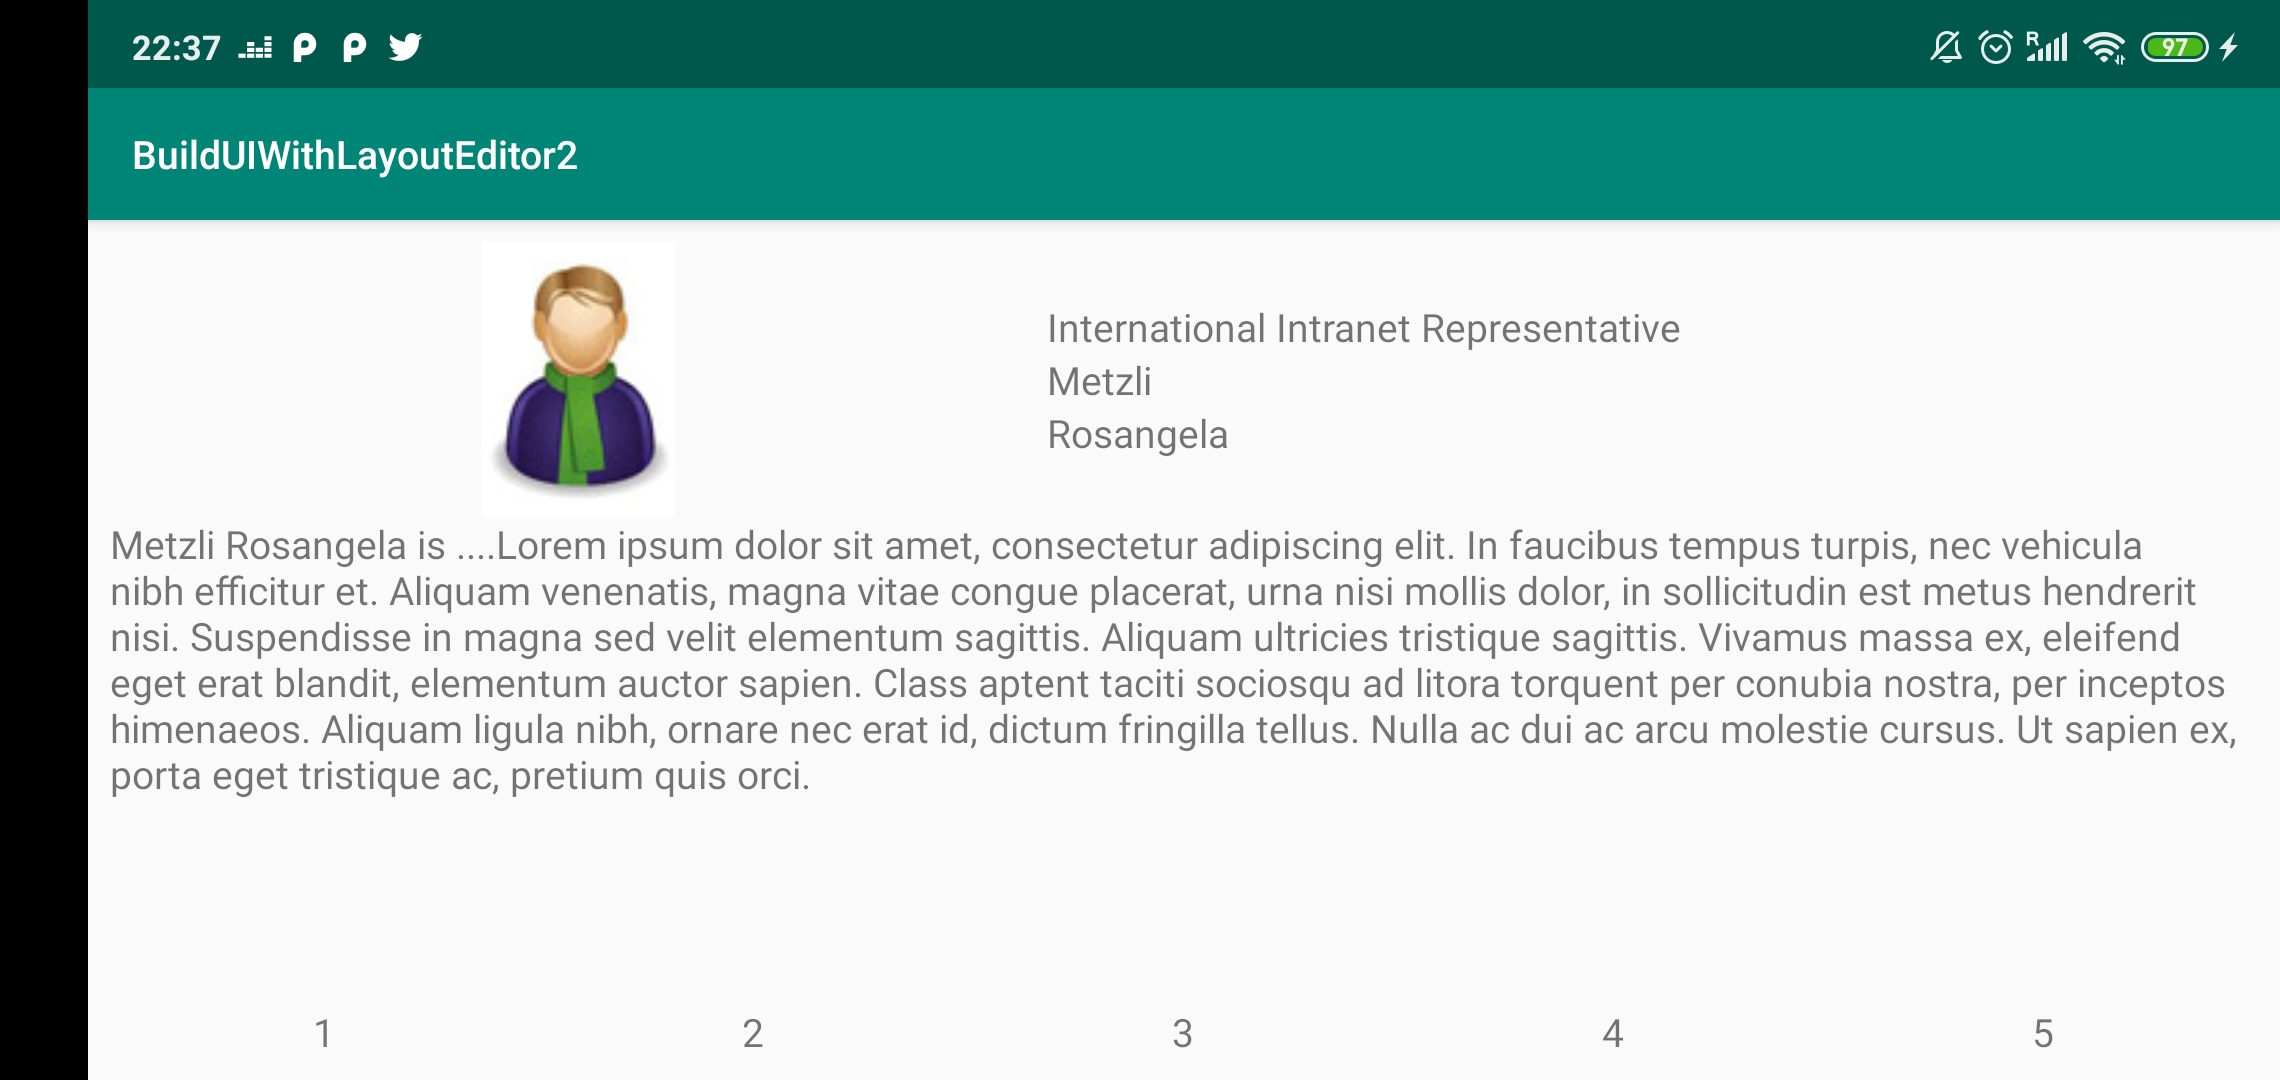 22:37
R
97
BuildUIWithLayoutEditor2
International Intranet Representative
Metzli
Rosangela
Metzli Rosangela is ....Lorem ipsum dolor sit amet, consectetur adipiscing elit. In faucibus tempus turpis, nec vehicula
nibh efficitur et. Aliquam venenatis, magna vitae congue placerat, urna nisi mollis dolor, in sollicitudin est metus hendrerit
nisi. Suspendisse in magna sed velit elementum sagittis. Aliquam ultricies tristique sagittis. Vivamus massa ex, eleifend
eget erat blandit, elementum auctor sapien. Class aptent taciti sociosqu ad litora torquent per conubia nostra, per inceptos
himenaeos. Aliquam ligula nibh, ornare nec erat id, dictum fringilla tellus. Nulla ac dui ac arcu molestie cursus. Ut sapien ex,
porta eget tristique ac, pretium quis orci.
1 2 3 4 5